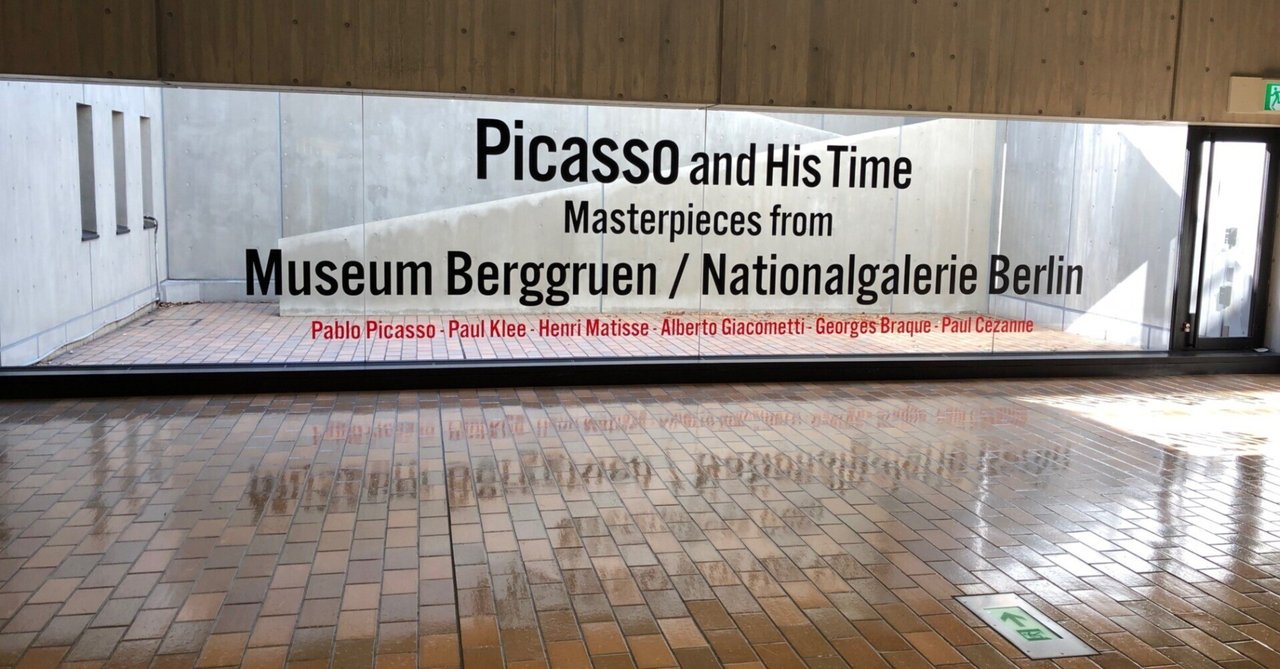 Picasso and His Time
Masterpieces from
Museum Berggruen / Nationalgalerie Berlin
Pablo Picasso - Paul Klee - Henri Matisse - Alberto Giacometti - Georges Braque - Paul Cézanne